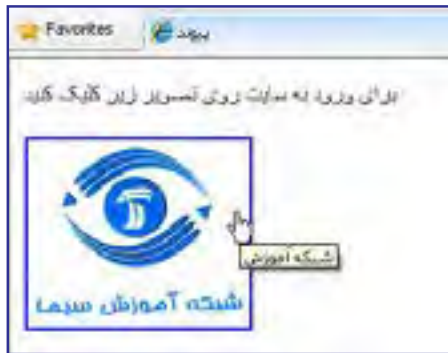 Favorites
پیوند
برای ورود به سایت روی تصویر زیر کلیک کنید
شبکه آموزش
شبکه آموزش سیما